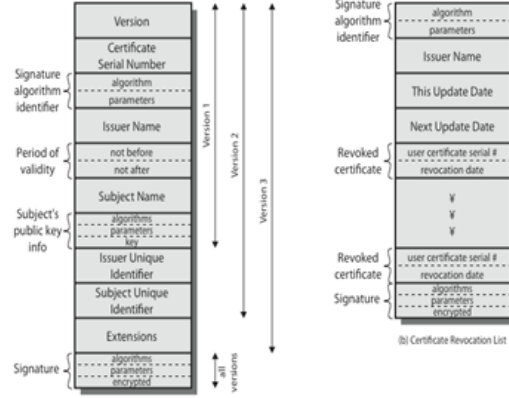 Version
Certificate
Serial Number
Signature
algorithm
identifier
algorithm
parameters
Issuer Name
Period of
validity
not before
not after
Subject Name
Subject's
public key
info
algorithms
parameters
key
Issuer Unique
Identifier
Subject Unique
Identifier
Extensions
Signature
algorithms
parameters
encrypted
Version 1
Version 2
Version 3
all
versions
Signature
algorithm
identifier
algorithm
parameters
Issuer Name
This Update Date
Next Update Date
Revoked
certificate
user certificate serial #
revocation date
¥
¥
¥
Revoked
certificate
user certificate serial #
revocation date
Signature
algorithms
parameters
encrypted
(b) Certificate Revocation List